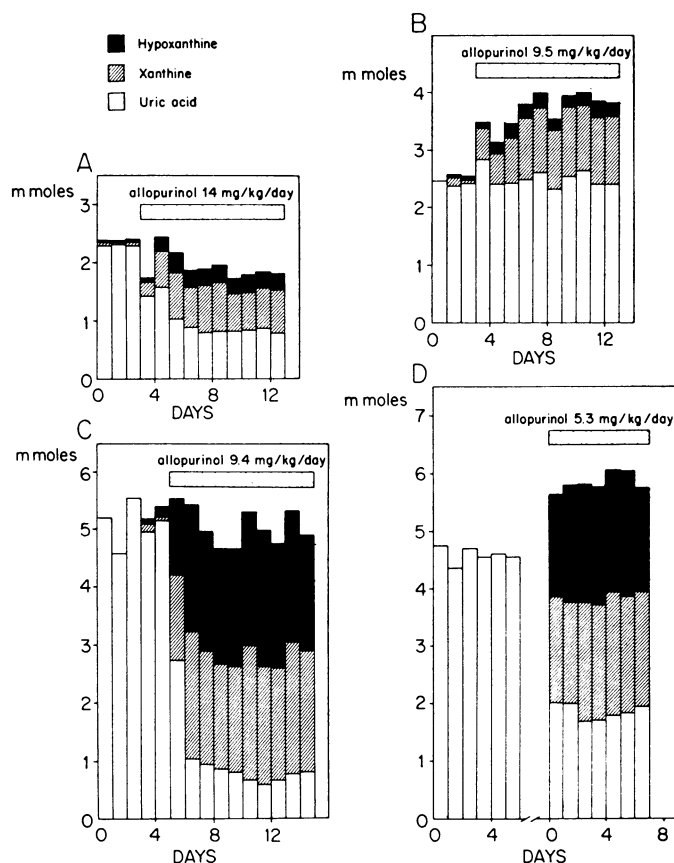 Hypoxanthine
Xanthine
Uric acid
A
m moles
allopurinol 14 mg/kg/day
3
2
1
0
0 4 8 12
DAYS
B
m moles
allopurinol 9.5 mg/kg/day
4
3
2
1
0
0 4 8 12
DAYS
C
m moles
allopurinol 9.4 mg/kg/day
6
5
4
3
2
1
0
0 4 8 12
DAYS
D
m moles
allopurinol 5.3 mg/kg/day
7
6
5
4
3
2
1
0
0 4 0 4 8
DAYS